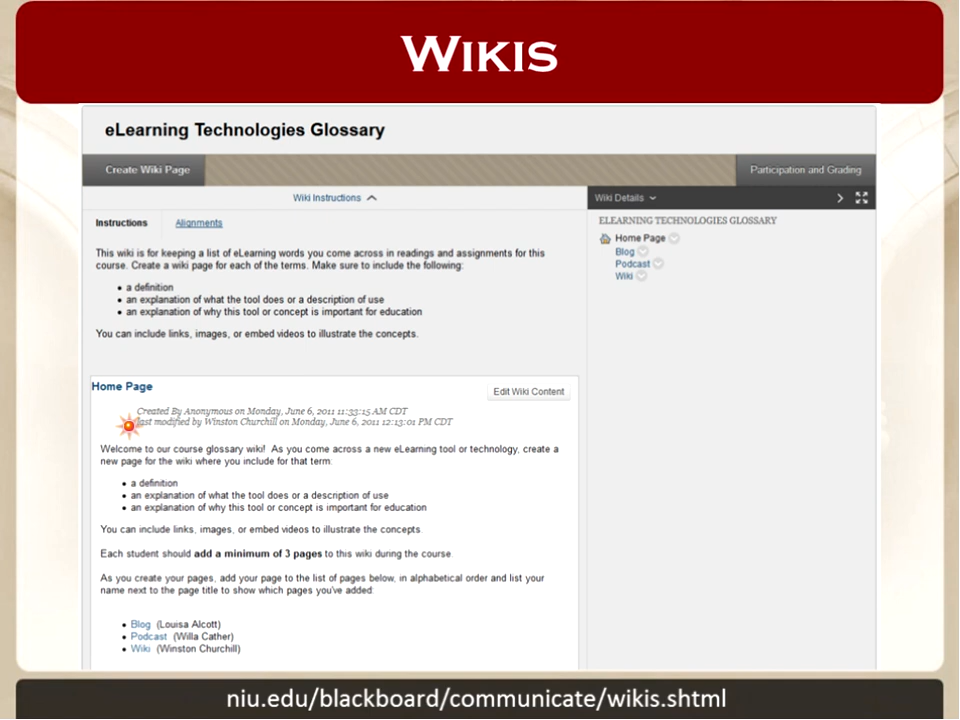 Wikis
eLearning Technologies Glossary
Create Wiki Page
Participation and Grading
Wiki Instructions
Wiki Details
Instructions
Alignments
This wiki is for keeping a list of eLearning words you come across in readings and assignments for this
course. Create a wiki page for each of the terms. Make sure to include the following:
• a definition
• an explanation of what the tool does or a description of use
• an explanation of why this tool or concept is important for education
You can include links, images, or embed videos to illustrate the concepts.
ELEARNING TECHNOLOGIES GLOSSARY
Home Page
Blog
Podcast
Wiki
Home Page
Edit Wiki Content
Created By Anonymous on Monday, June 6, 2011 11:33:15 AM CDT
last modified by Winston Churchill on Monday, June 6, 2011 12:13:01 PM CDT
Welcome to our course glossary wiki! As you come across a new eLearning tool or technology, create a
new page for the wiki where you include for that term:
• a definition
• an explanation of what the tool does or a description of use
• an explanation of why this tool or concept is important for education
You can include links, images, or embed videos to illustrate the concepts.
Each student should add a minimum of 3 pages to this wiki during the course.
As you create your pages, add your page to the list of pages below, in alphabetical order and list your
name next to the page title to show which pages you've added:
• Blog (Louisa Alcott)
• Podcast (Willa Cather)
• Wiki (Winston Churchill)
niu.edu/blackboard/communicate/wikis.shtml